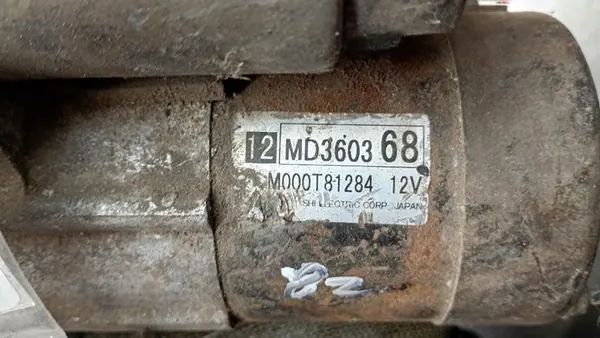 12 MD3603 68
M000T81284 12V
ELECTRIC CORP. JAPAN